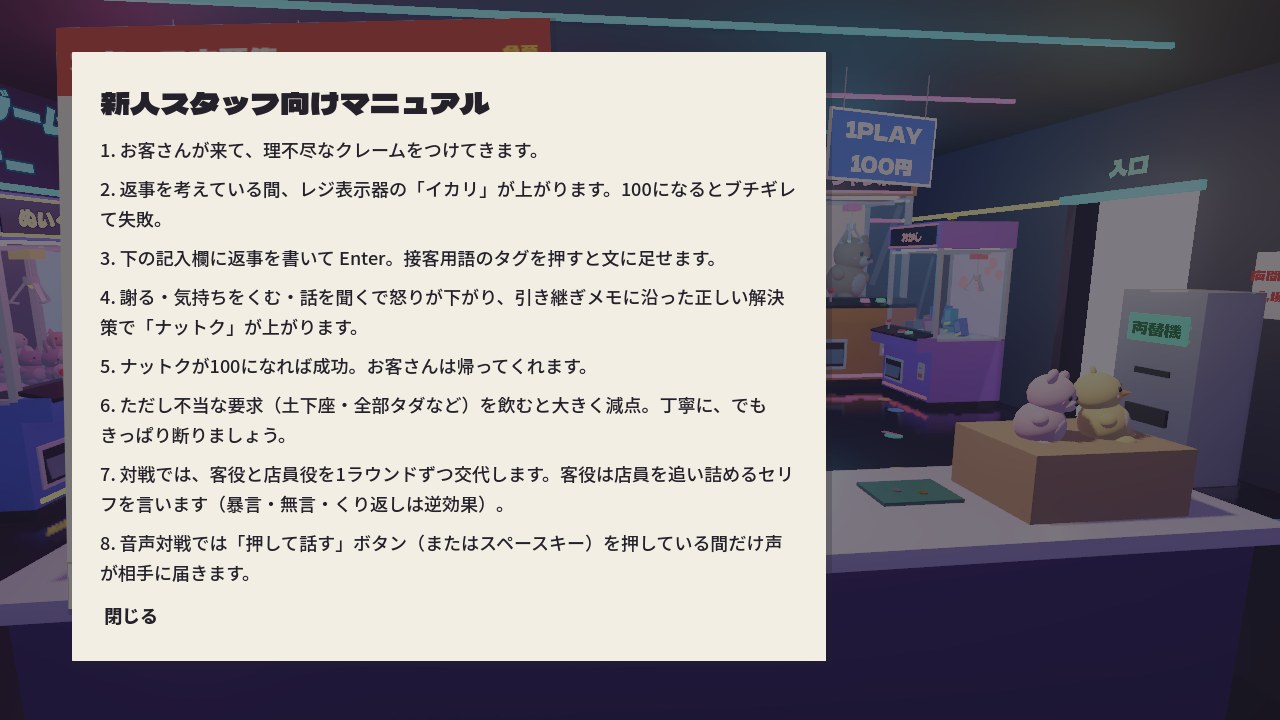 新人スタッフ向けマニュアル
1. お客さんが来て、理不尽なクレームをつけてきます。
2. 返事を考えている間、レジ表示器の「イカリ」が上がります。100になるとブチギレ
て失敗。
3. 下の記入欄に返事を書いて Enter。接客用語のタグを押すと文に足せます。
4. 謝る・気持ちをくむ・話を聞くで怒りが下がり、引き継ぎメモに沿った正しい解決
策で「ナットク」が上がります。
5. ナットクが100になれば成功。お客さんは帰ってくれます。
6. ただし不当な要求（土下座・全部タダなど）を飲むと大きく減点。丁寧に、でも
きっぱり断りましょう。
7. 対戦では、客役と店員役を1ラウンドずつ交代します。客役は店員を追い詰めるセリ
フを言います（暴言・無言・くり返しは逆効果）。
8. 音声対戦では「押して話す」ボタン（またはスペースキー）を押している間だけ声
が相手に届きます。
閉じる
1PLAY
100円
入口
両替機